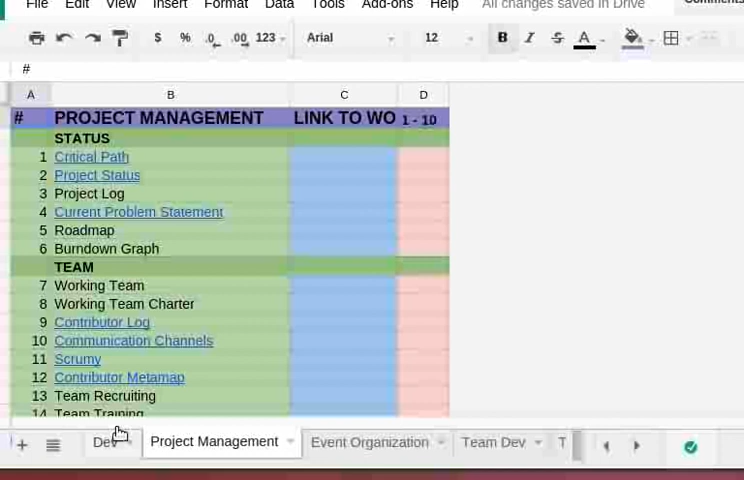 File Edit View Insert Format Data Tools Add-ons Help All changes saved in Drive Comments
$ % .0 .00 123 Arial 12 B I S A
#
A B C D
# PROJECT MANAGEMENT LINK TO WO 1 - 10
STATUS
1 Critical Path
2 Project Status
3 Project Log
4 Current Problem Statement
5 Roadmap
6 Burndown Graph
TEAM
7 Working Team
8 Working Team Charter
9 Contributor Log
10 Communication Channels
11 Scrumy
12 Contributor Metamap
13 Team Recruiting
14 Team Training
+ Dev Project Management Event Organization Team Dev T